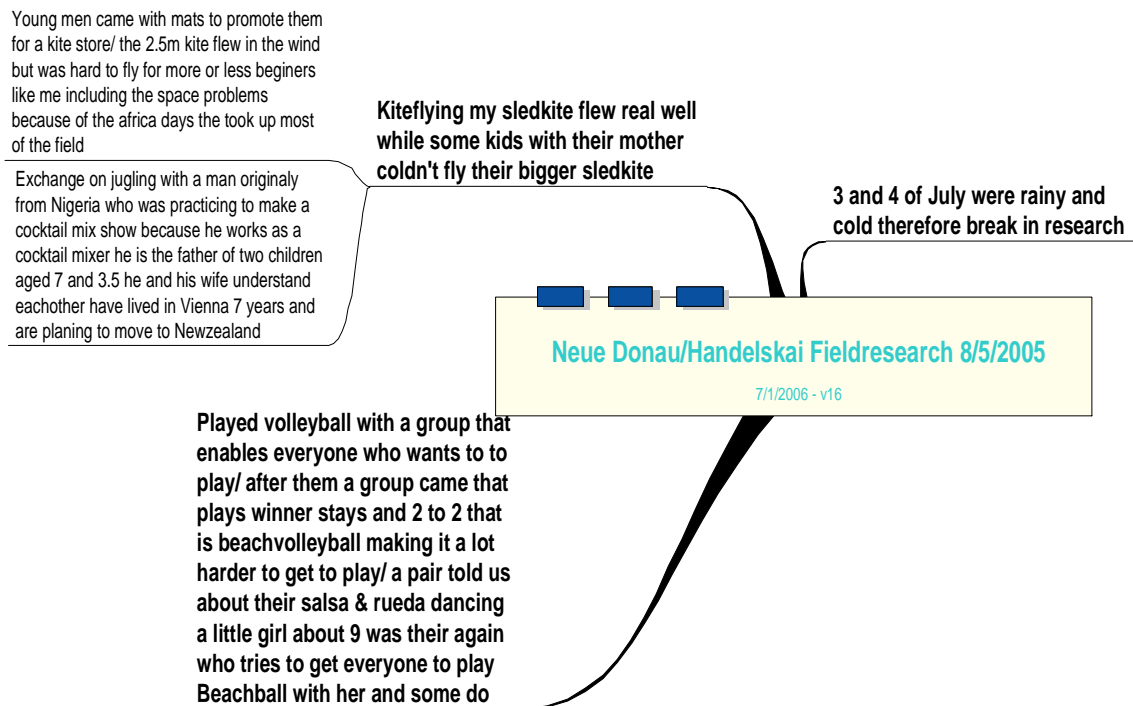 Young men came with mats to promote them
for a kite store/ the 2.5m kite flew in the wind
but was hard to fly for more or less beginers
like me including the space problems
because of the africa days the took up most
of the field
Exchange on jugling with a man originaly
from Nigeria who was practicing to make a
cocktail mix show because he works as a
cocktail mixer he is the father of two children
aged 7 and 3.5 he and his wife understand
eachother have lived in Vienna 7 years and
are planing to move to Newzealand
Kiteflying my sledkite flew real well
while some kids with their mother
coldn't fly their bigger sledkite
3 and 4 of July were rainy and
cold therefore break in research
Neue Donau/Handelskai Fieldresearch 8/5/2005
7/1/2006 - v16
Played volleyball with a group that
enables everyone who wants to to
play/ after them a group came that
plays winner stays and 2 to 2 that
is beachvolleyball making it a lot
harder to get to play/ a pair told us
about their salsa & rueda dancing
a little girl about 9 was their again
who tries to get everyone to play
Beachball with her and some do